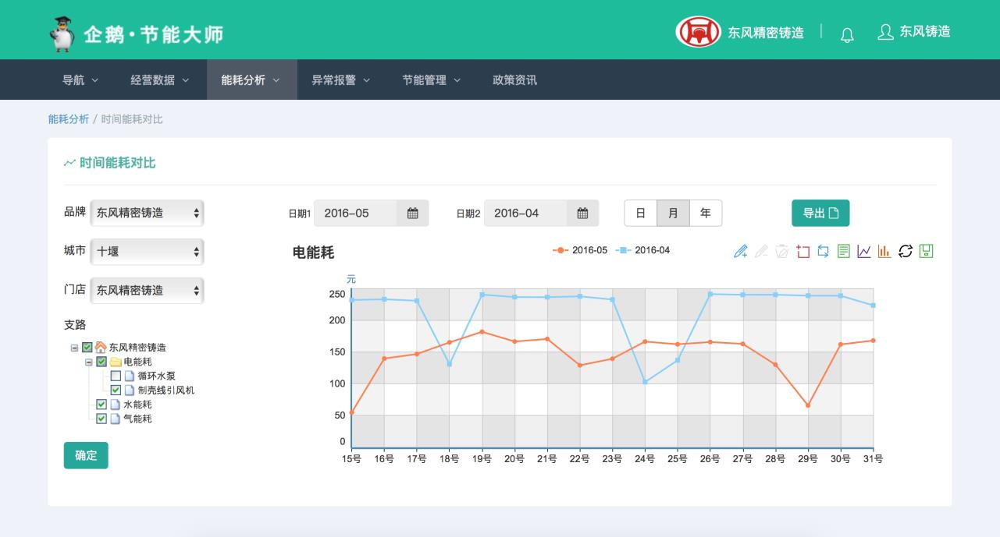 企鹅·节能大师
东风精密铸造
东风铸造
导航
经营数据
能耗分析
异常报警
节能管理
政策资讯
能耗分析 / 时间能耗对比
时间能耗对比
品牌 东风精密铸造
日期1 2016-05
日期2 2016-04
日 月 年
导出
城市 十堰
电能耗
2016-05 2016-04
门店 东风精密铸造
支路
东风精密铸造
电能耗
循环水泵
制壳线引风机
水能耗
气能耗
确定
元
250
200
150
100
50
0
15号 16号 17号 18号 19号 20号 21号 22号 23号 24号 25号 26号 27号 28号 29号 30号 31号